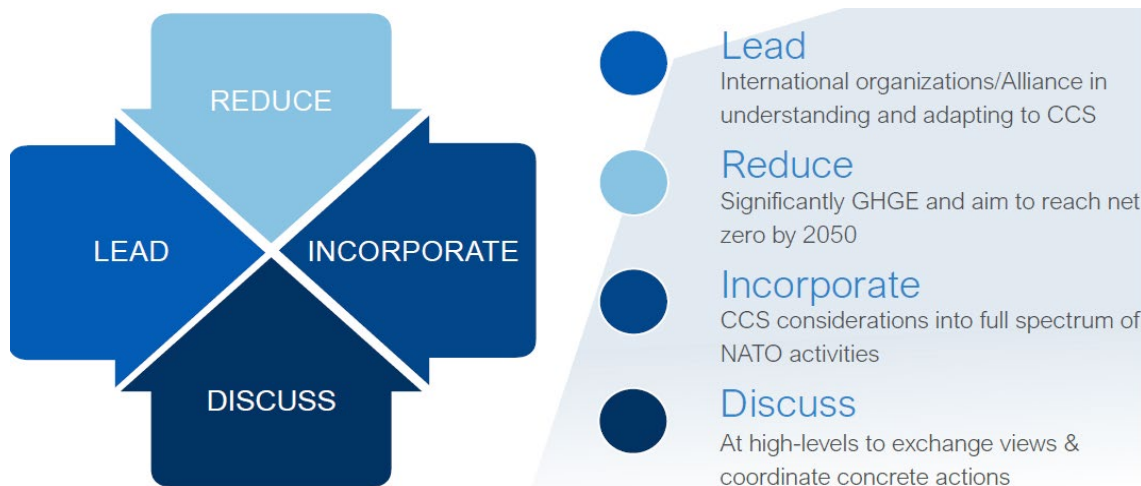 REDUCE
LEAD
INCORPORATE
DISCUSS
Lead
International organizations/Alliance in
understanding and adapting to CCS
Reduce
Significantly GHGE and aim to reach net
zero by 2050
Incorporate
CCS considerations into full spectrum of
NATO activities
Discuss
At high-levels to exchange views &
coordinate concrete actions